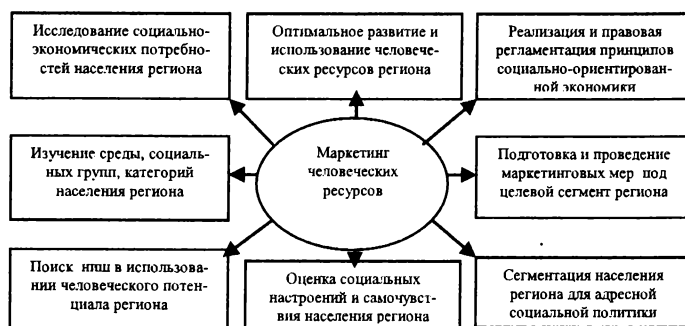 Исследование социально-
экономических потребно-
стей населения региона
Оптимальное развитие и
использование человече-
ских ресурсов региона
Реализация и правовая
регламентация принципов
социально-ориентирован-
ной экономики
Изучение среды, социаль-
ных групп, категорий
населения региона
Маркетинг
человеческих
ресурсов
Подготовка и проведение
маркетинговых мер под
целевой сегмент региона
Поиск ниш в использова-
нии человеческого потен-
циала региона
Оценка социальных
настроений и самочувст-
вия населения региона
Сегментация населения
региона для адресной
социальной политики